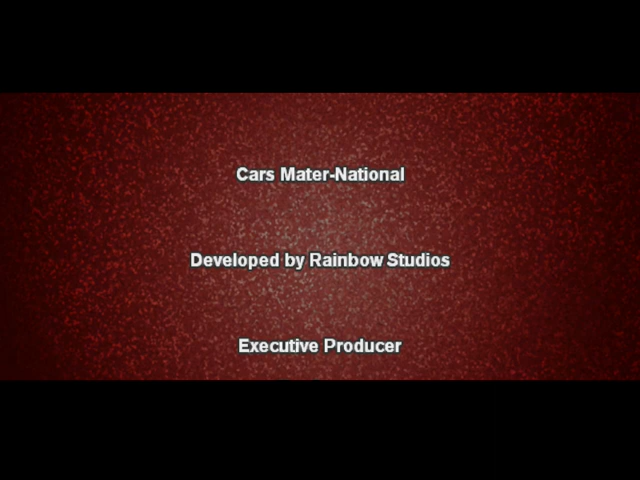 Cars Mater-National
Developed by Rainbow Studios
Executive Producer